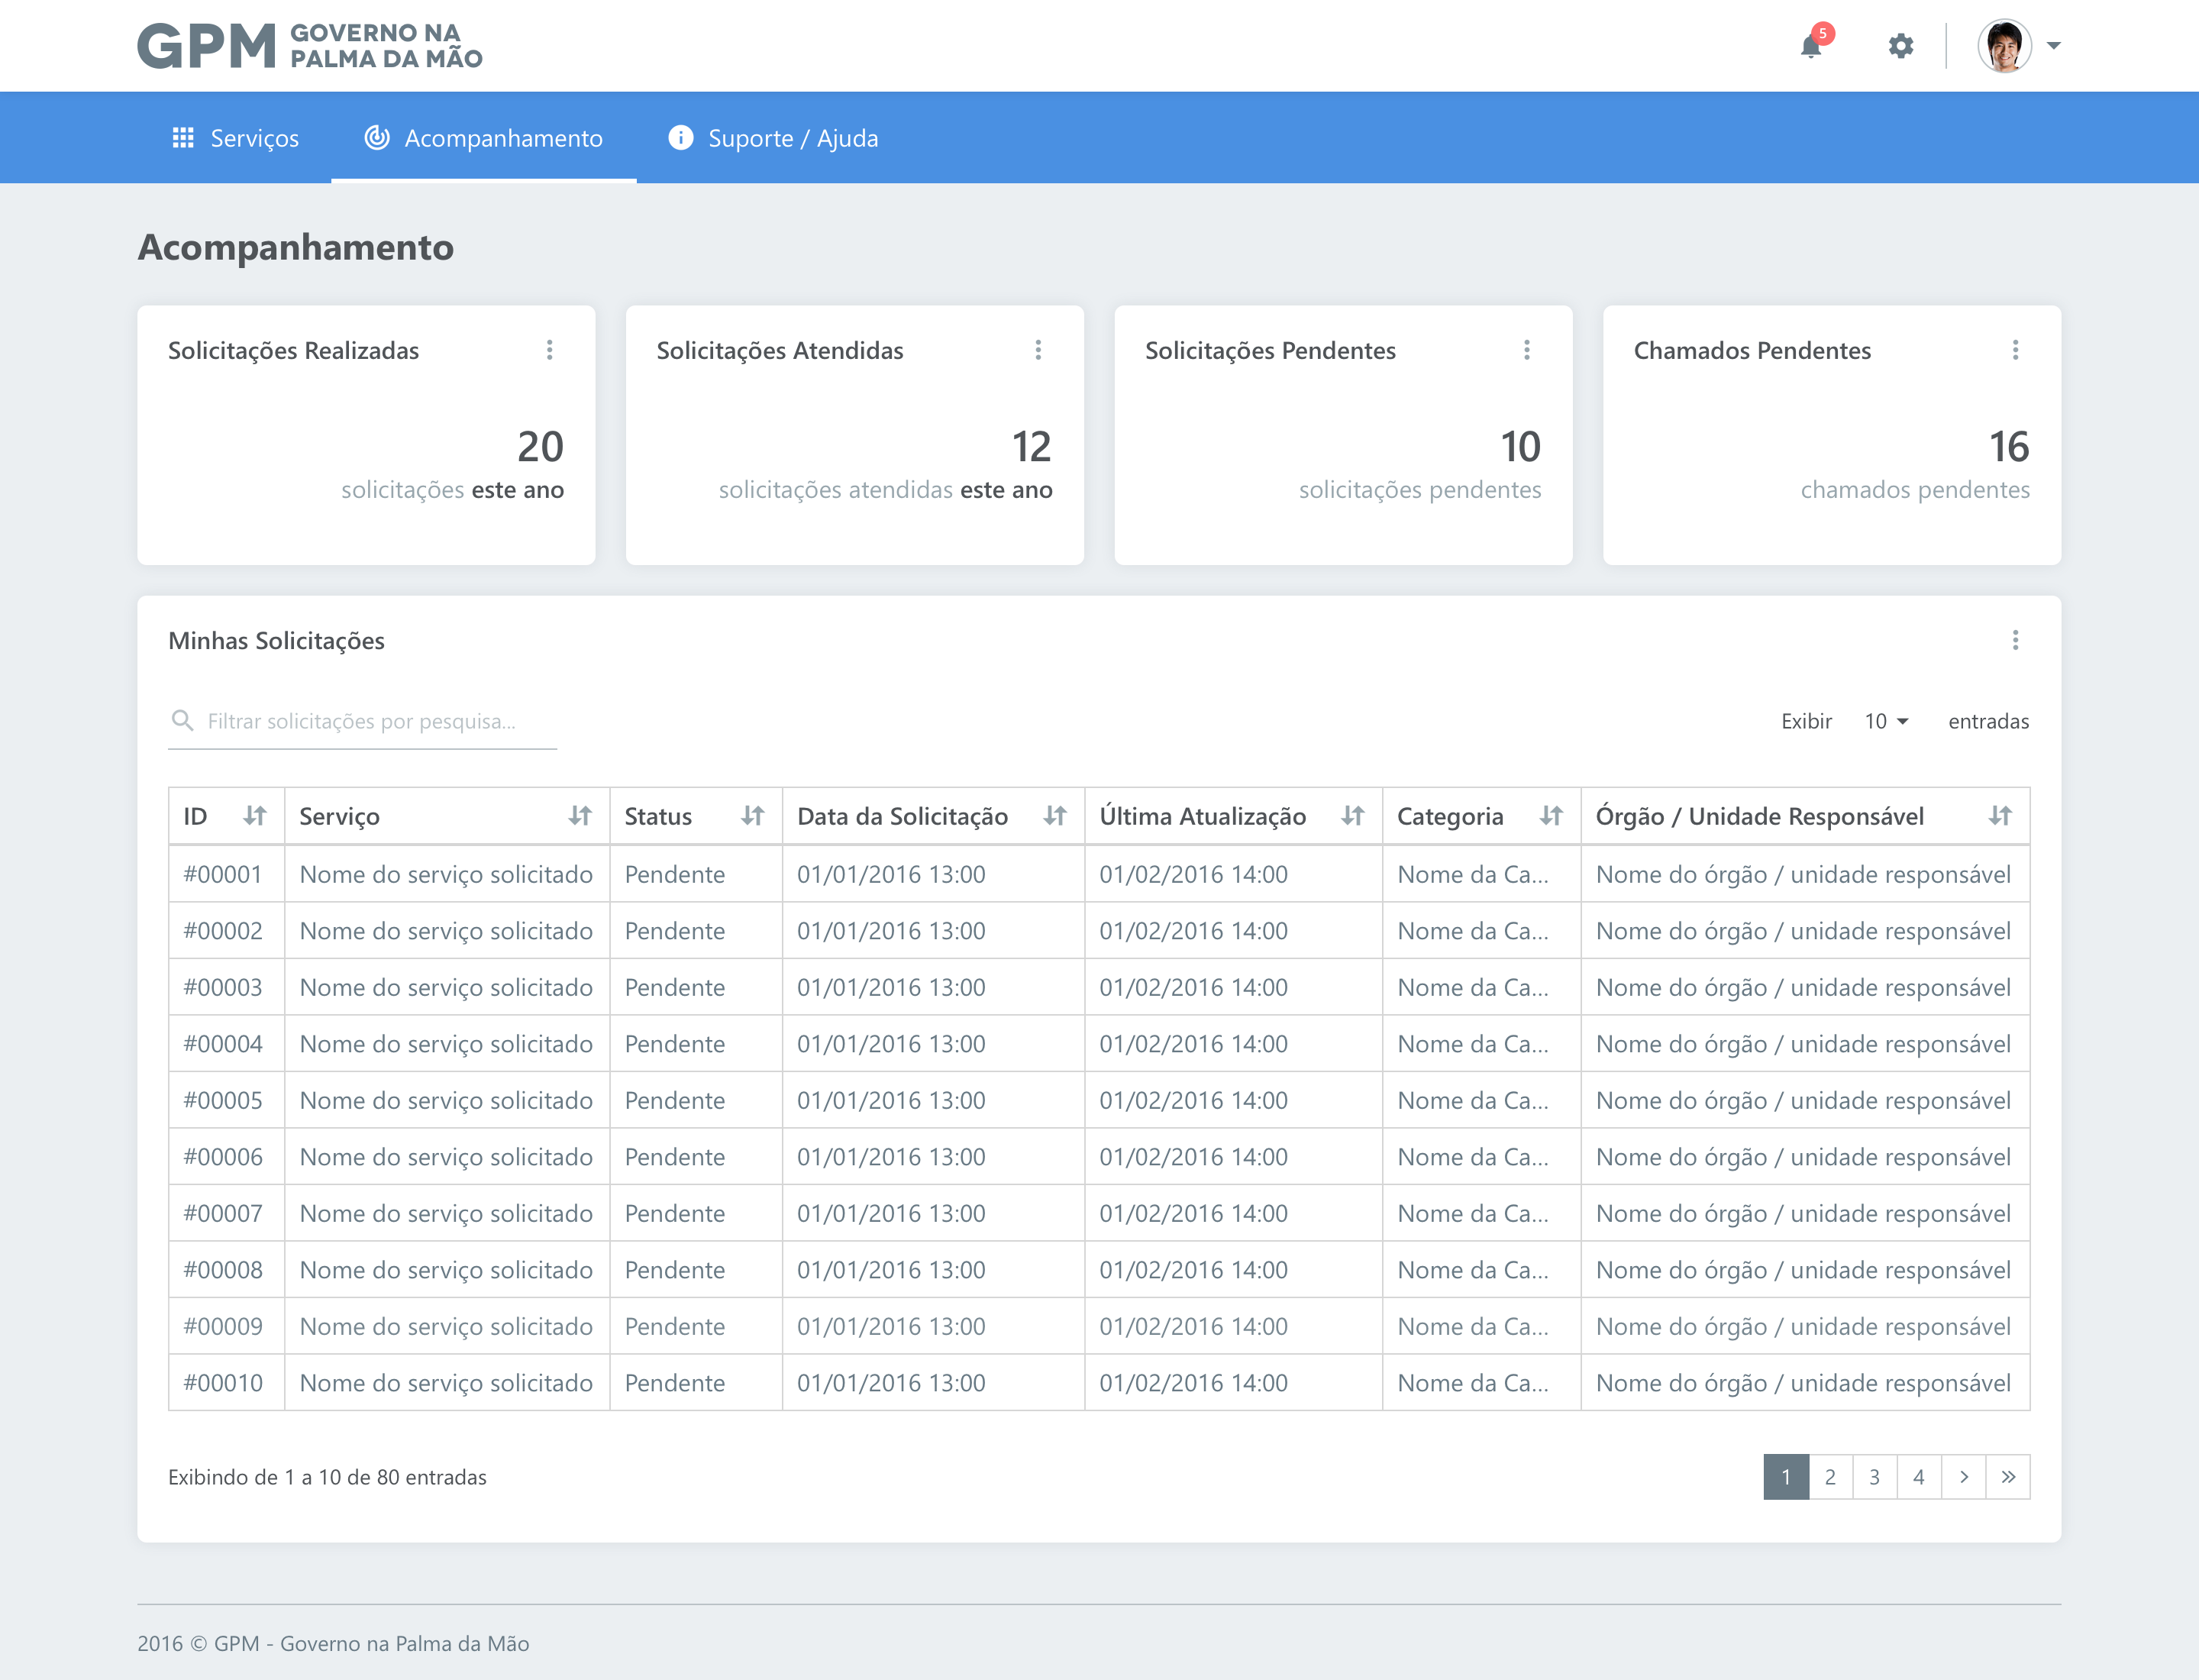 GPM GOVERNO NA
PALMA DA MÃO
5
Serviços Acompanhamento Suporte / Ajuda
Acompanhamento
Solicitações Realizadas
20
solicitações este ano
Solicitações Atendidas
12
solicitações atendidas este ano
Solicitações Pendentes
10
solicitações pendentes
Chamados Pendentes
16
chamados pendentes
Minhas Solicitações
Filtrar solicitações por pesquisa...
Exibir 10 entradas
ID Serviço Status Data da Solicitação Última Atualização Categoria Órgão / Unidade Responsável
#00001 Nome do serviço solicitado Pendente 01/01/2016 13:00 01/02/2016 14:00 Nome da Ca... Nome do órgão / unidade responsável
#00002 Nome do serviço solicitado Pendente 01/01/2016 13:00 01/02/2016 14:00 Nome da Ca... Nome do órgão / unidade responsável
#00003 Nome do serviço solicitado Pendente 01/01/2016 13:00 01/02/2016 14:00 Nome da Ca... Nome do órgão / unidade responsável
#00004 Nome do serviço solicitado Pendente 01/01/2016 13:00 01/02/2016 14:00 Nome da Ca... Nome do órgão / unidade responsável
#00005 Nome do serviço solicitado Pendente 01/01/2016 13:00 01/02/2016 14:00 Nome da Ca... Nome do órgão / unidade responsável
#00006 Nome do serviço solicitado Pendente 01/01/2016 13:00 01/02/2016 14:00 Nome da Ca... Nome do órgão / unidade responsável
#00007 Nome do serviço solicitado Pendente 01/01/2016 13:00 01/02/2016 14:00 Nome da Ca... Nome do órgão / unidade responsável
#00008 Nome do serviço solicitado Pendente 01/01/2016 13:00 01/02/2016 14:00 Nome da Ca... Nome do órgão / unidade responsável
#00009 Nome do serviço solicitado Pendente 01/01/2016 13:00 01/02/2016 14:00 Nome da Ca... Nome do órgão / unidade responsável
#00010 Nome do serviço solicitado Pendente 01/01/2016 13:00 01/02/2016 14:00 Nome da Ca... Nome do órgão / unidade responsável
Exibindo de 1 a 10 de 80 entradas
1 2 3 4 > »
2016 © GPM - Governo na Palma da Mão